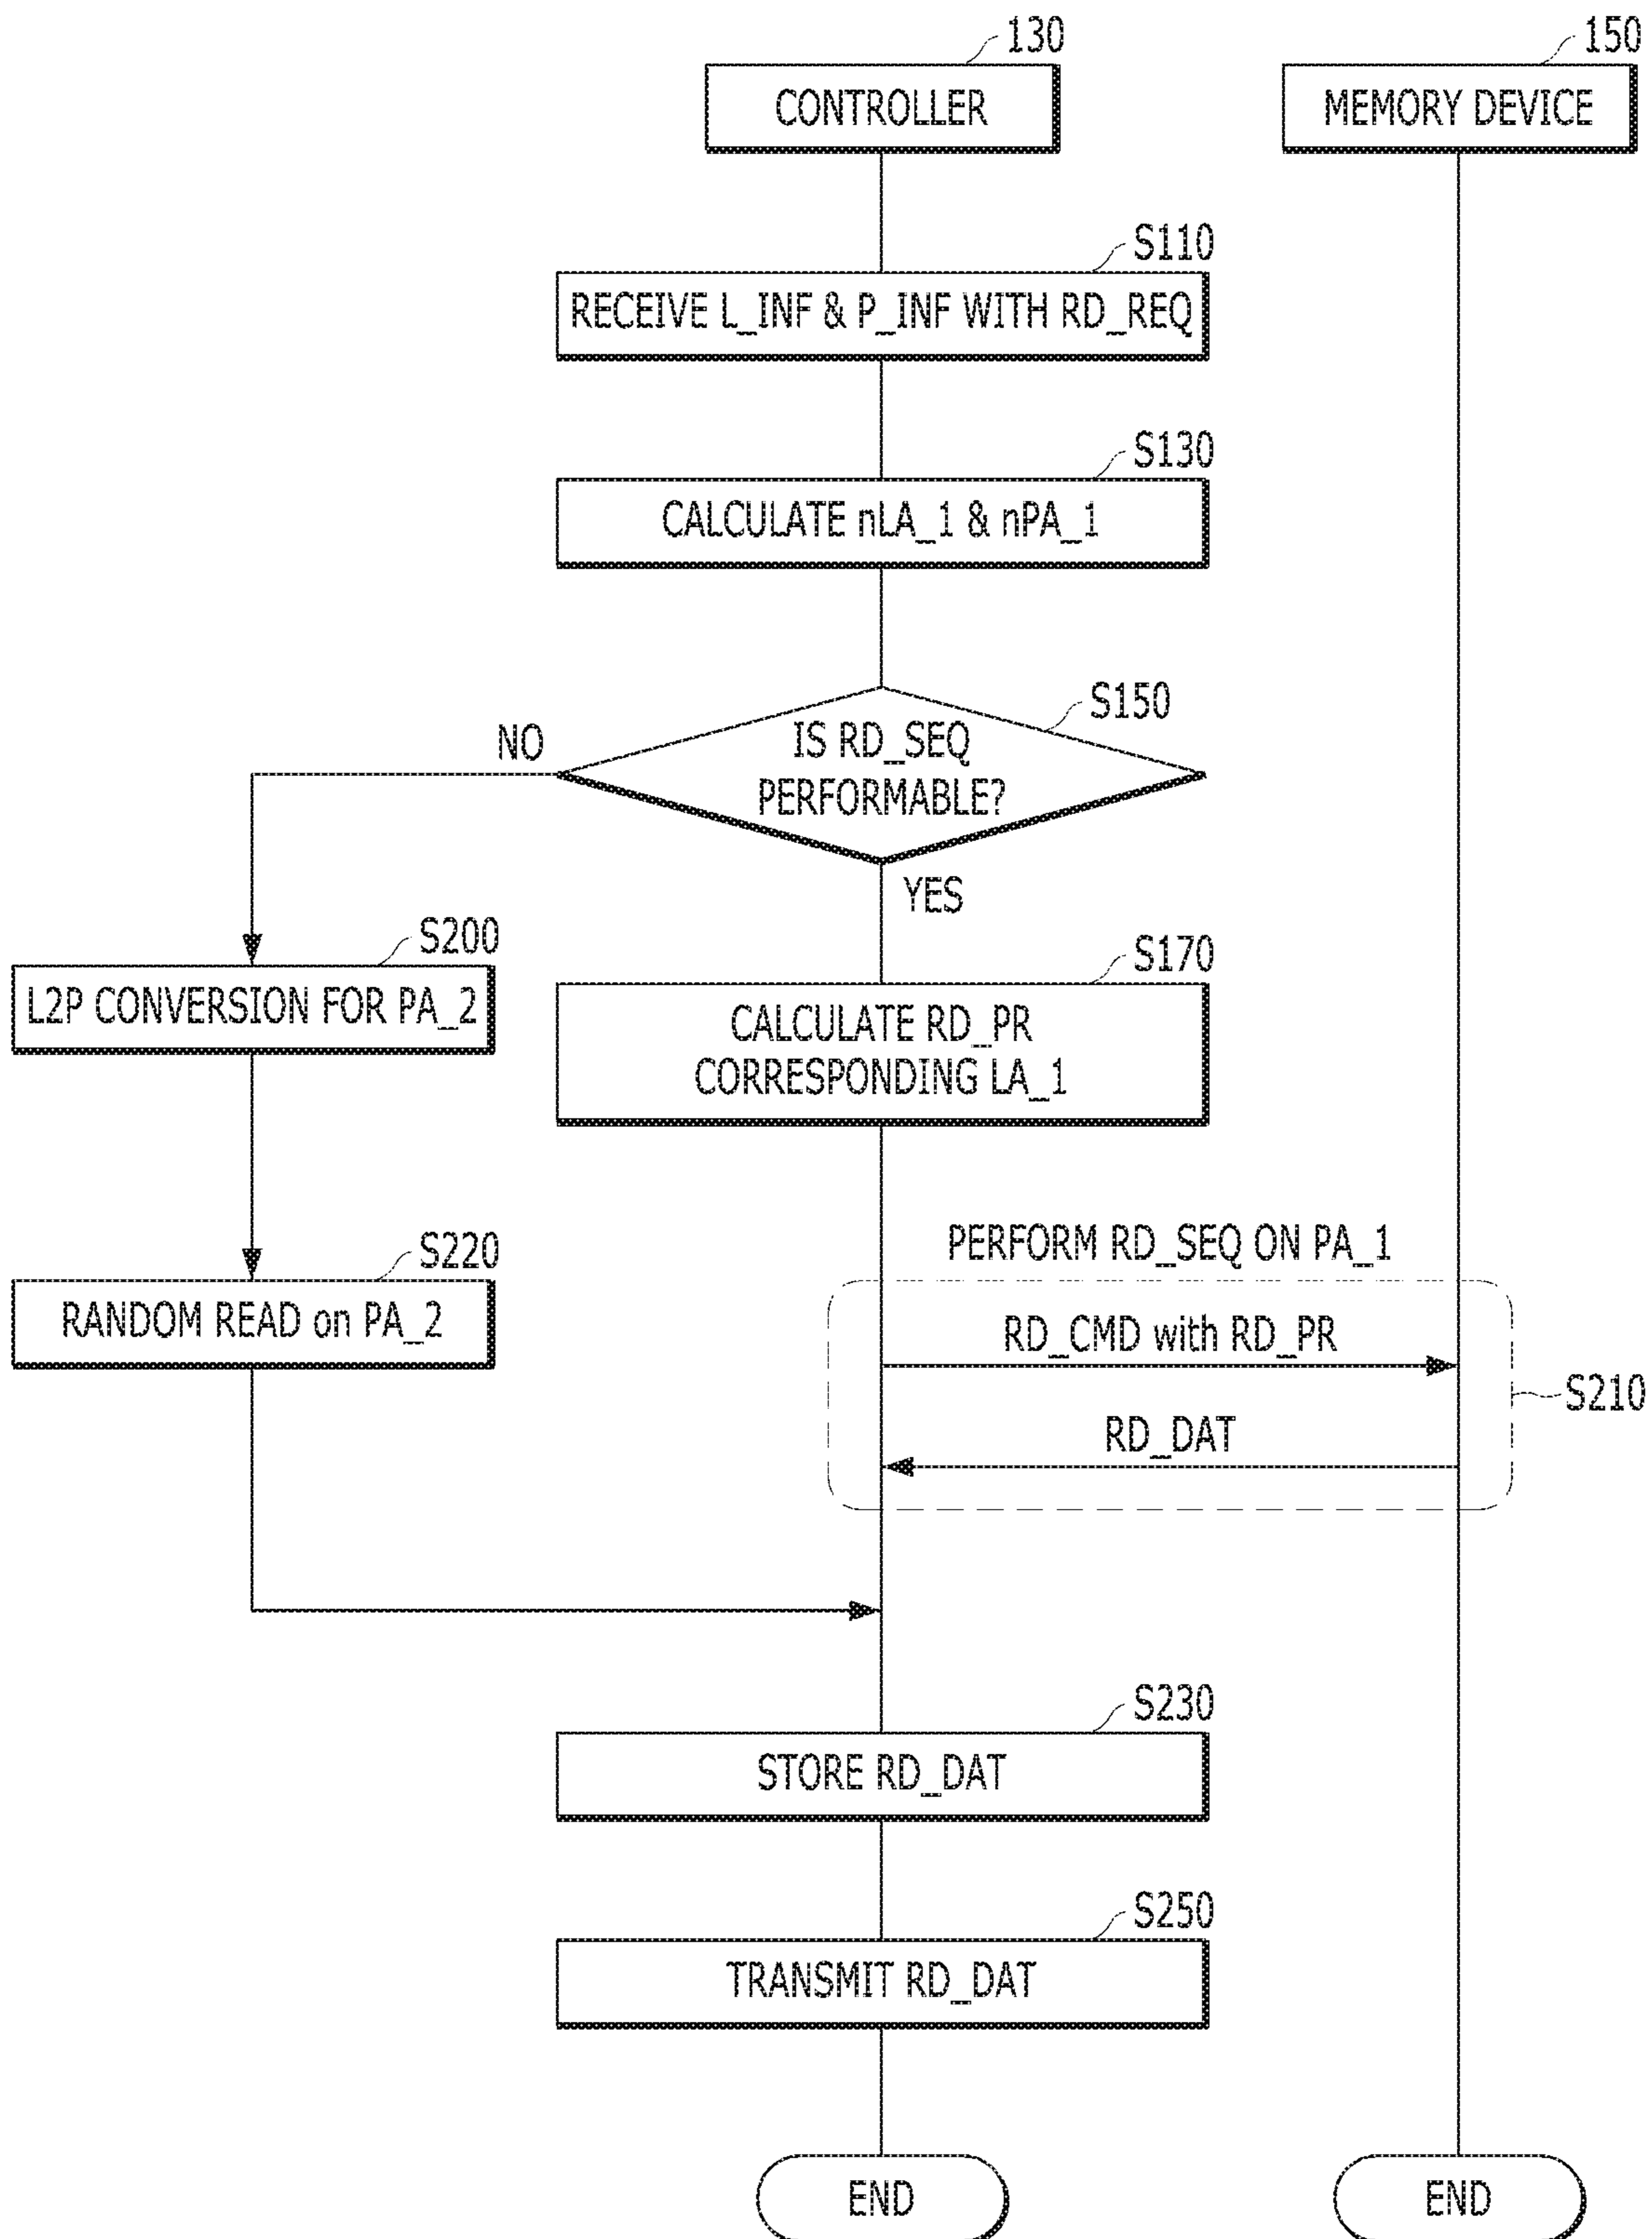 130
150
CONTROLLER
MEMORY DEVICE
S110
RECEIVE L_INF & P_INF WITH RD_REQ
S130
CALCULATE nLA_1 & nPA_1
S150
NO
IS RD_SEQ
PERFORMABLE?
YES
S200
L2P CONVERSION FOR PA_2
S170
CALCULATE RD_PR
CORRESPONDING LA_1
S220
RANDOM READ on PA_2
PERFORM RD_SEQ ON PA_1
RD_CMD with RD_PR
S210
RD_DAT
S230
STORE RD_DAT
S250
TRANSMIT RD_DAT
END
END